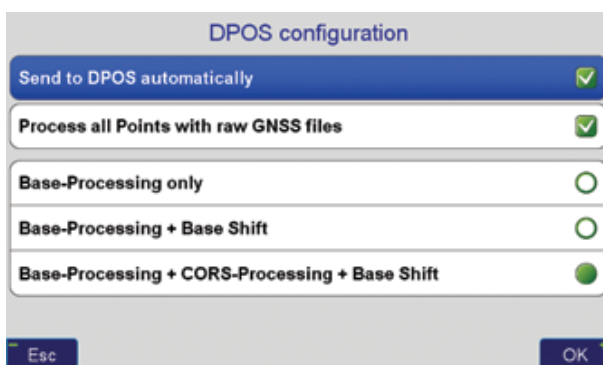 DPOS configuration
Send to DPOS automatically
Process all Points with raw GNSS files
Base-Processing only
Base-Processing + Base Shift
Base-Processing + CORS-Processing + Base Shift
Esc
OK